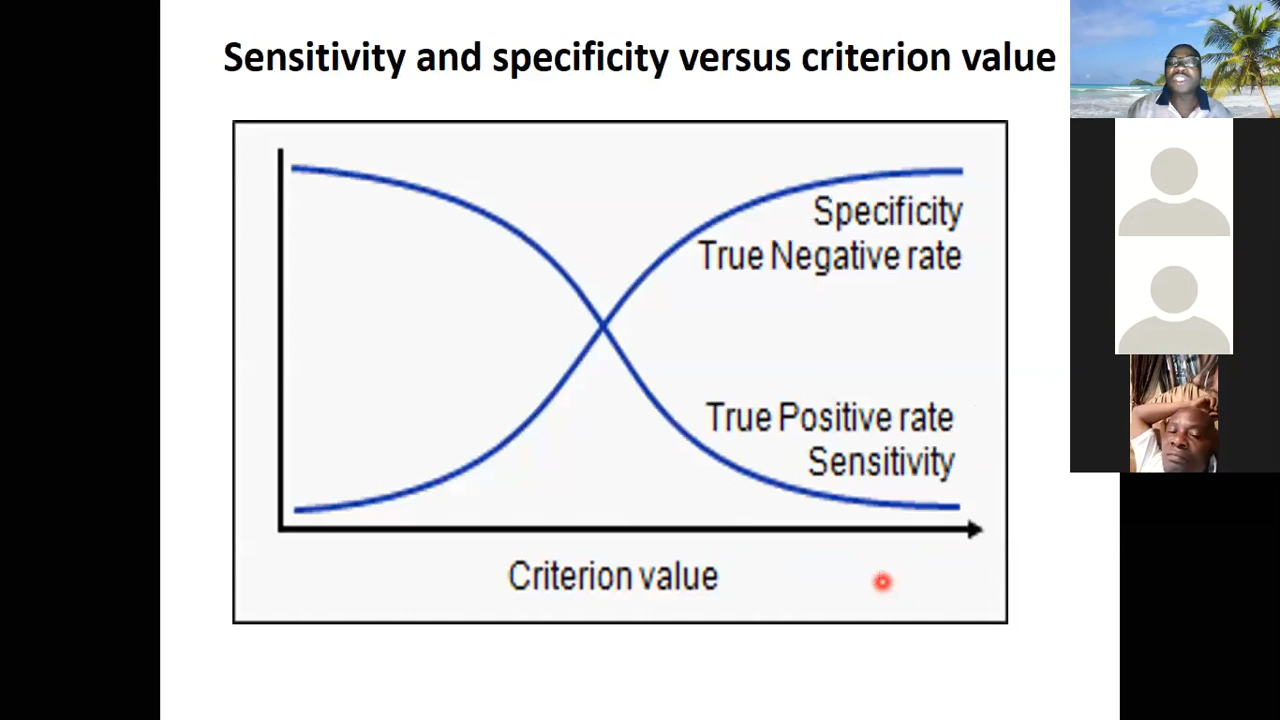 Sensitivity and specificity versus criterion value
Specificity
True Negative rate
True Positive rate
Sensitivity
Criterion value